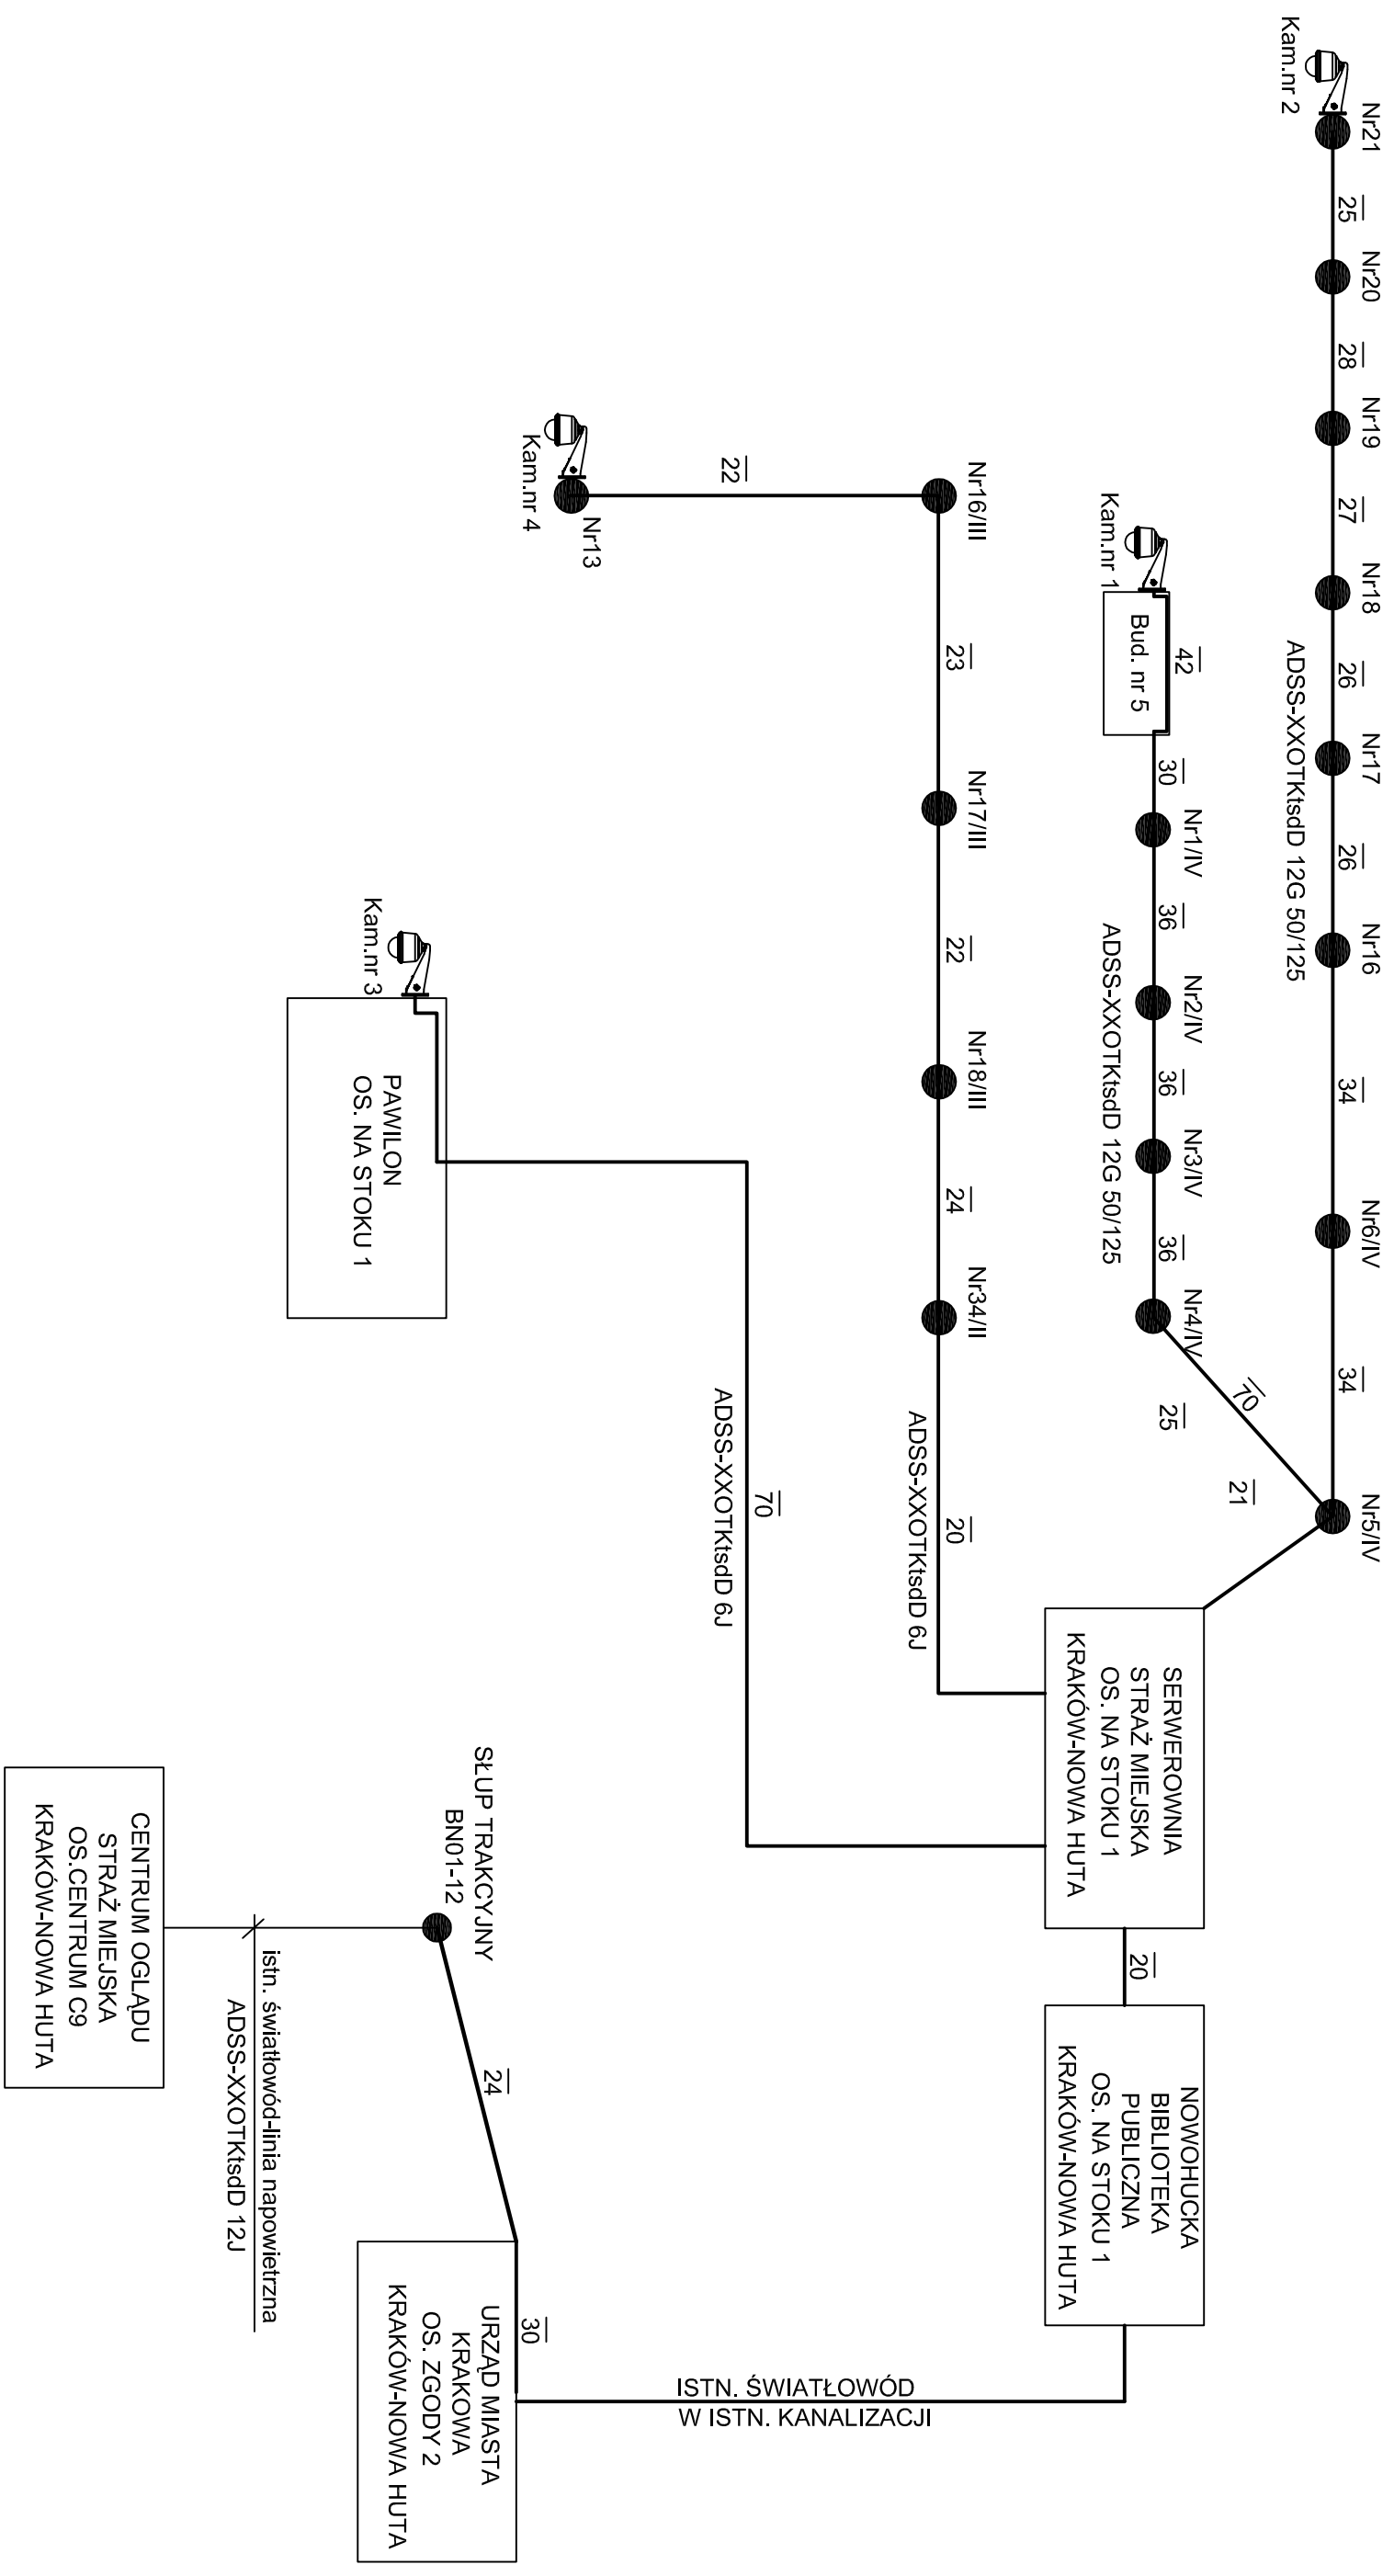 Nr21
25
Nr20
28
Nr19
27
Nr18
26
Nr17
26
Nr16
34
Nr6/IV
34
Nr5/IV
Kam.nr 2
ADSS-XXOTKtsdD 12G 50/125
Kam.nr 1
Bud. nr 5
42
30
Nr1/IV
36
Nr2/IV
36
Nr3/IV
36
Nr4/IV
70
25
21
ADSS-XXOTKtsdD 12G 50/125
Nr16/III
23
Nr17/III
22
Nr18/III
24
Nr34/II
20
ADSS-XXOTKtsdD 6J
22
Nr13
Kam.nr 4
SERWEROWNIA
STRAŻ MIEJSKA
OS. NA STOKU 1
KRAKÓW-NOWA HUTA
20
NOWOHUCKA
BIBLIOTEKA
PUBLICZNA
OS. NA STOKU 1
KRAKÓW-NOWA HUTA
70
ADSS-XXOTKtsdD 6J
Kam.nr 3
PAWILON
OS. NA STOKU 1
ISTN. ŚWIATŁOWÓD
W ISTN. KANALIZACJI
SŁUP TRAKCYJNY
BN01-12
24
30
URZĄD MIASTA
KRAKOWA
OS. ZGODY 2
KRAKÓW-NOWA HUTA
istn. światłowód-linia napowietrzna
ADSS-XXOTKtsdD 12J
CENTRUM OGLĄDU
STRAŻ MIEJSKA
OS.CENTRUM C9
KRAKÓW-NOWA HUTA